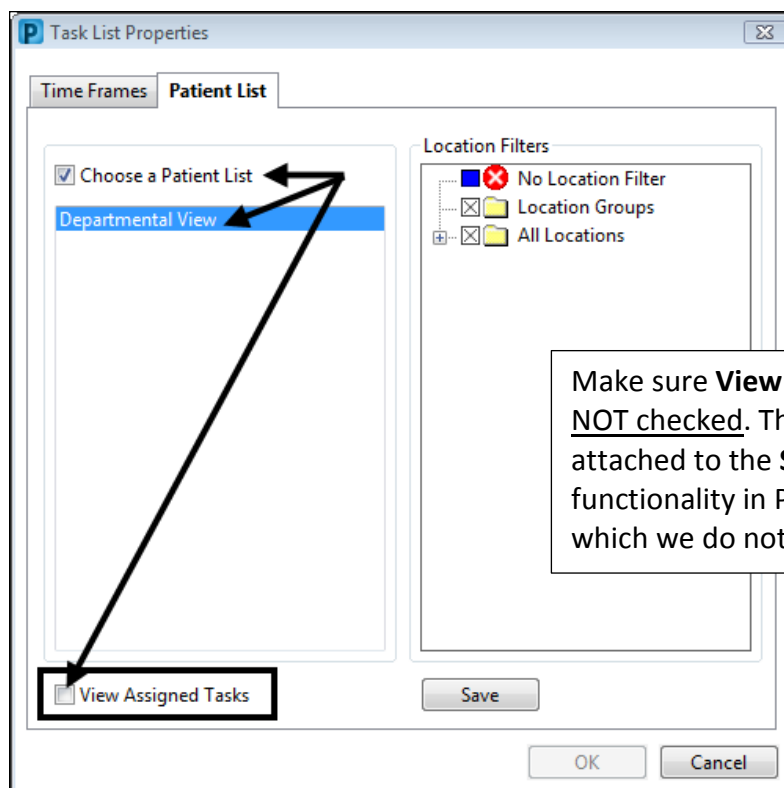 Task List Properties
Time Frames
Patient List
Choose a Patient List
Departmental View
View Assigned Tasks
Location Filters
No Location Filter
Location Groups
All Locations
Make sure View
NOT checked. Th
attached to the S
functionality in P
which we do not
Save
OK
Cancel